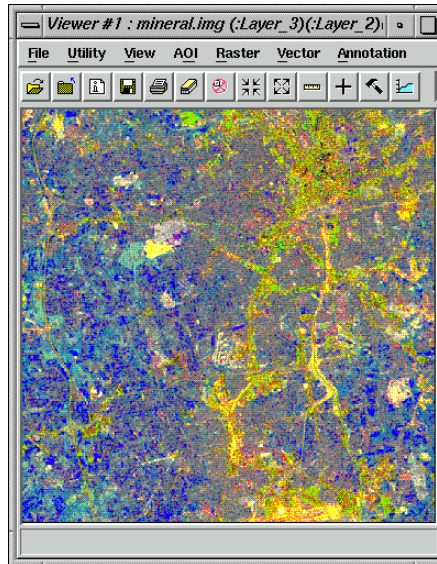 Viewer #1 : mineral.img (:Layer_3)(:Layer_2)
File Utility View AOI Raster Vector Annotation